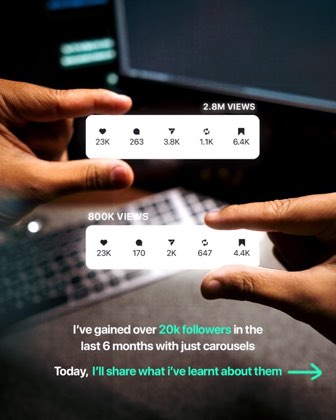 2.8M VIEWS
23K 263 3.8K 1.1K 6.4K
800K VIEWS
23K 170 2K 647 4.4K
I've gained over 20k followers in the
last 6 months with just carousels
Today, I'll share what i've learnt about them